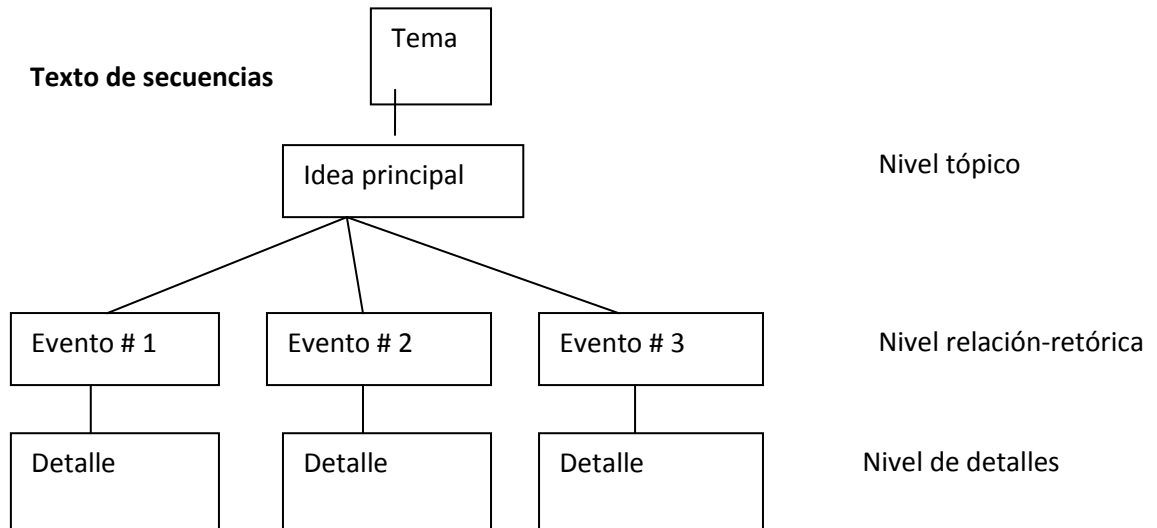 Tema
Texto de secuencias
Idea principal
Nivel tópico
Evento # 1
Evento # 2
Evento # 3
Nivel relación-retórica
Detalle
Detalle
Detalle
Nivel de detalles